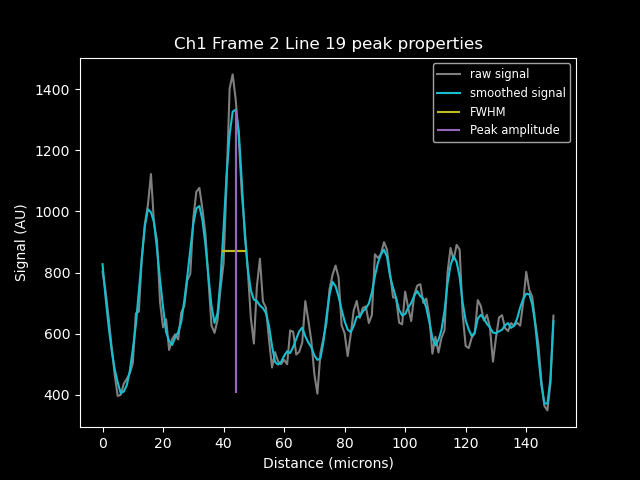 Ch1 Frame 2 Line 19 peak properties
raw signal
smoothed signal
FWHM
Peak amplitude
Signal (AU)
1400
1200
1000
800
600
400
0 20 40 60 80 100 120 140
Distance (microns)